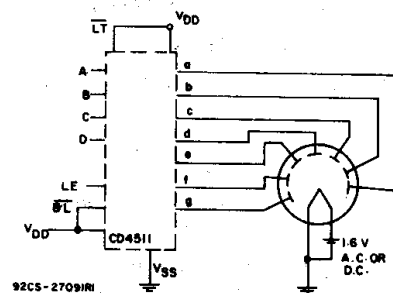 LT
VDD
A
a
B
b
C
c
D
d
e
LE
f
BL
g
VDD
CD4511
VSS
1.6 V
A.C. OR
D.C.
92CS-27091R1